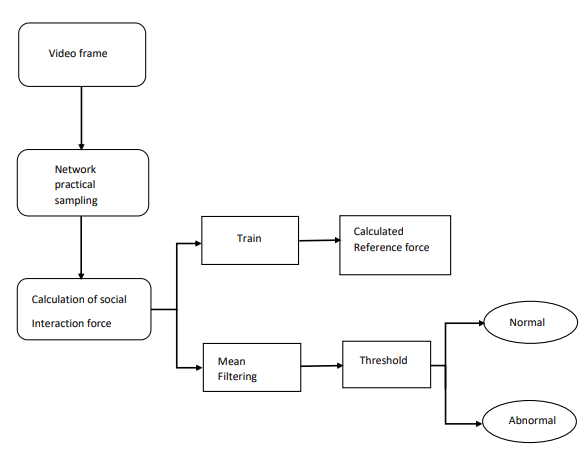 Video frame
Network
practical
sampling
Calculation of social
Interaction force
Train
Calculated
Reference force
Mean
Filtering
Threshold
Normal
Abnormal